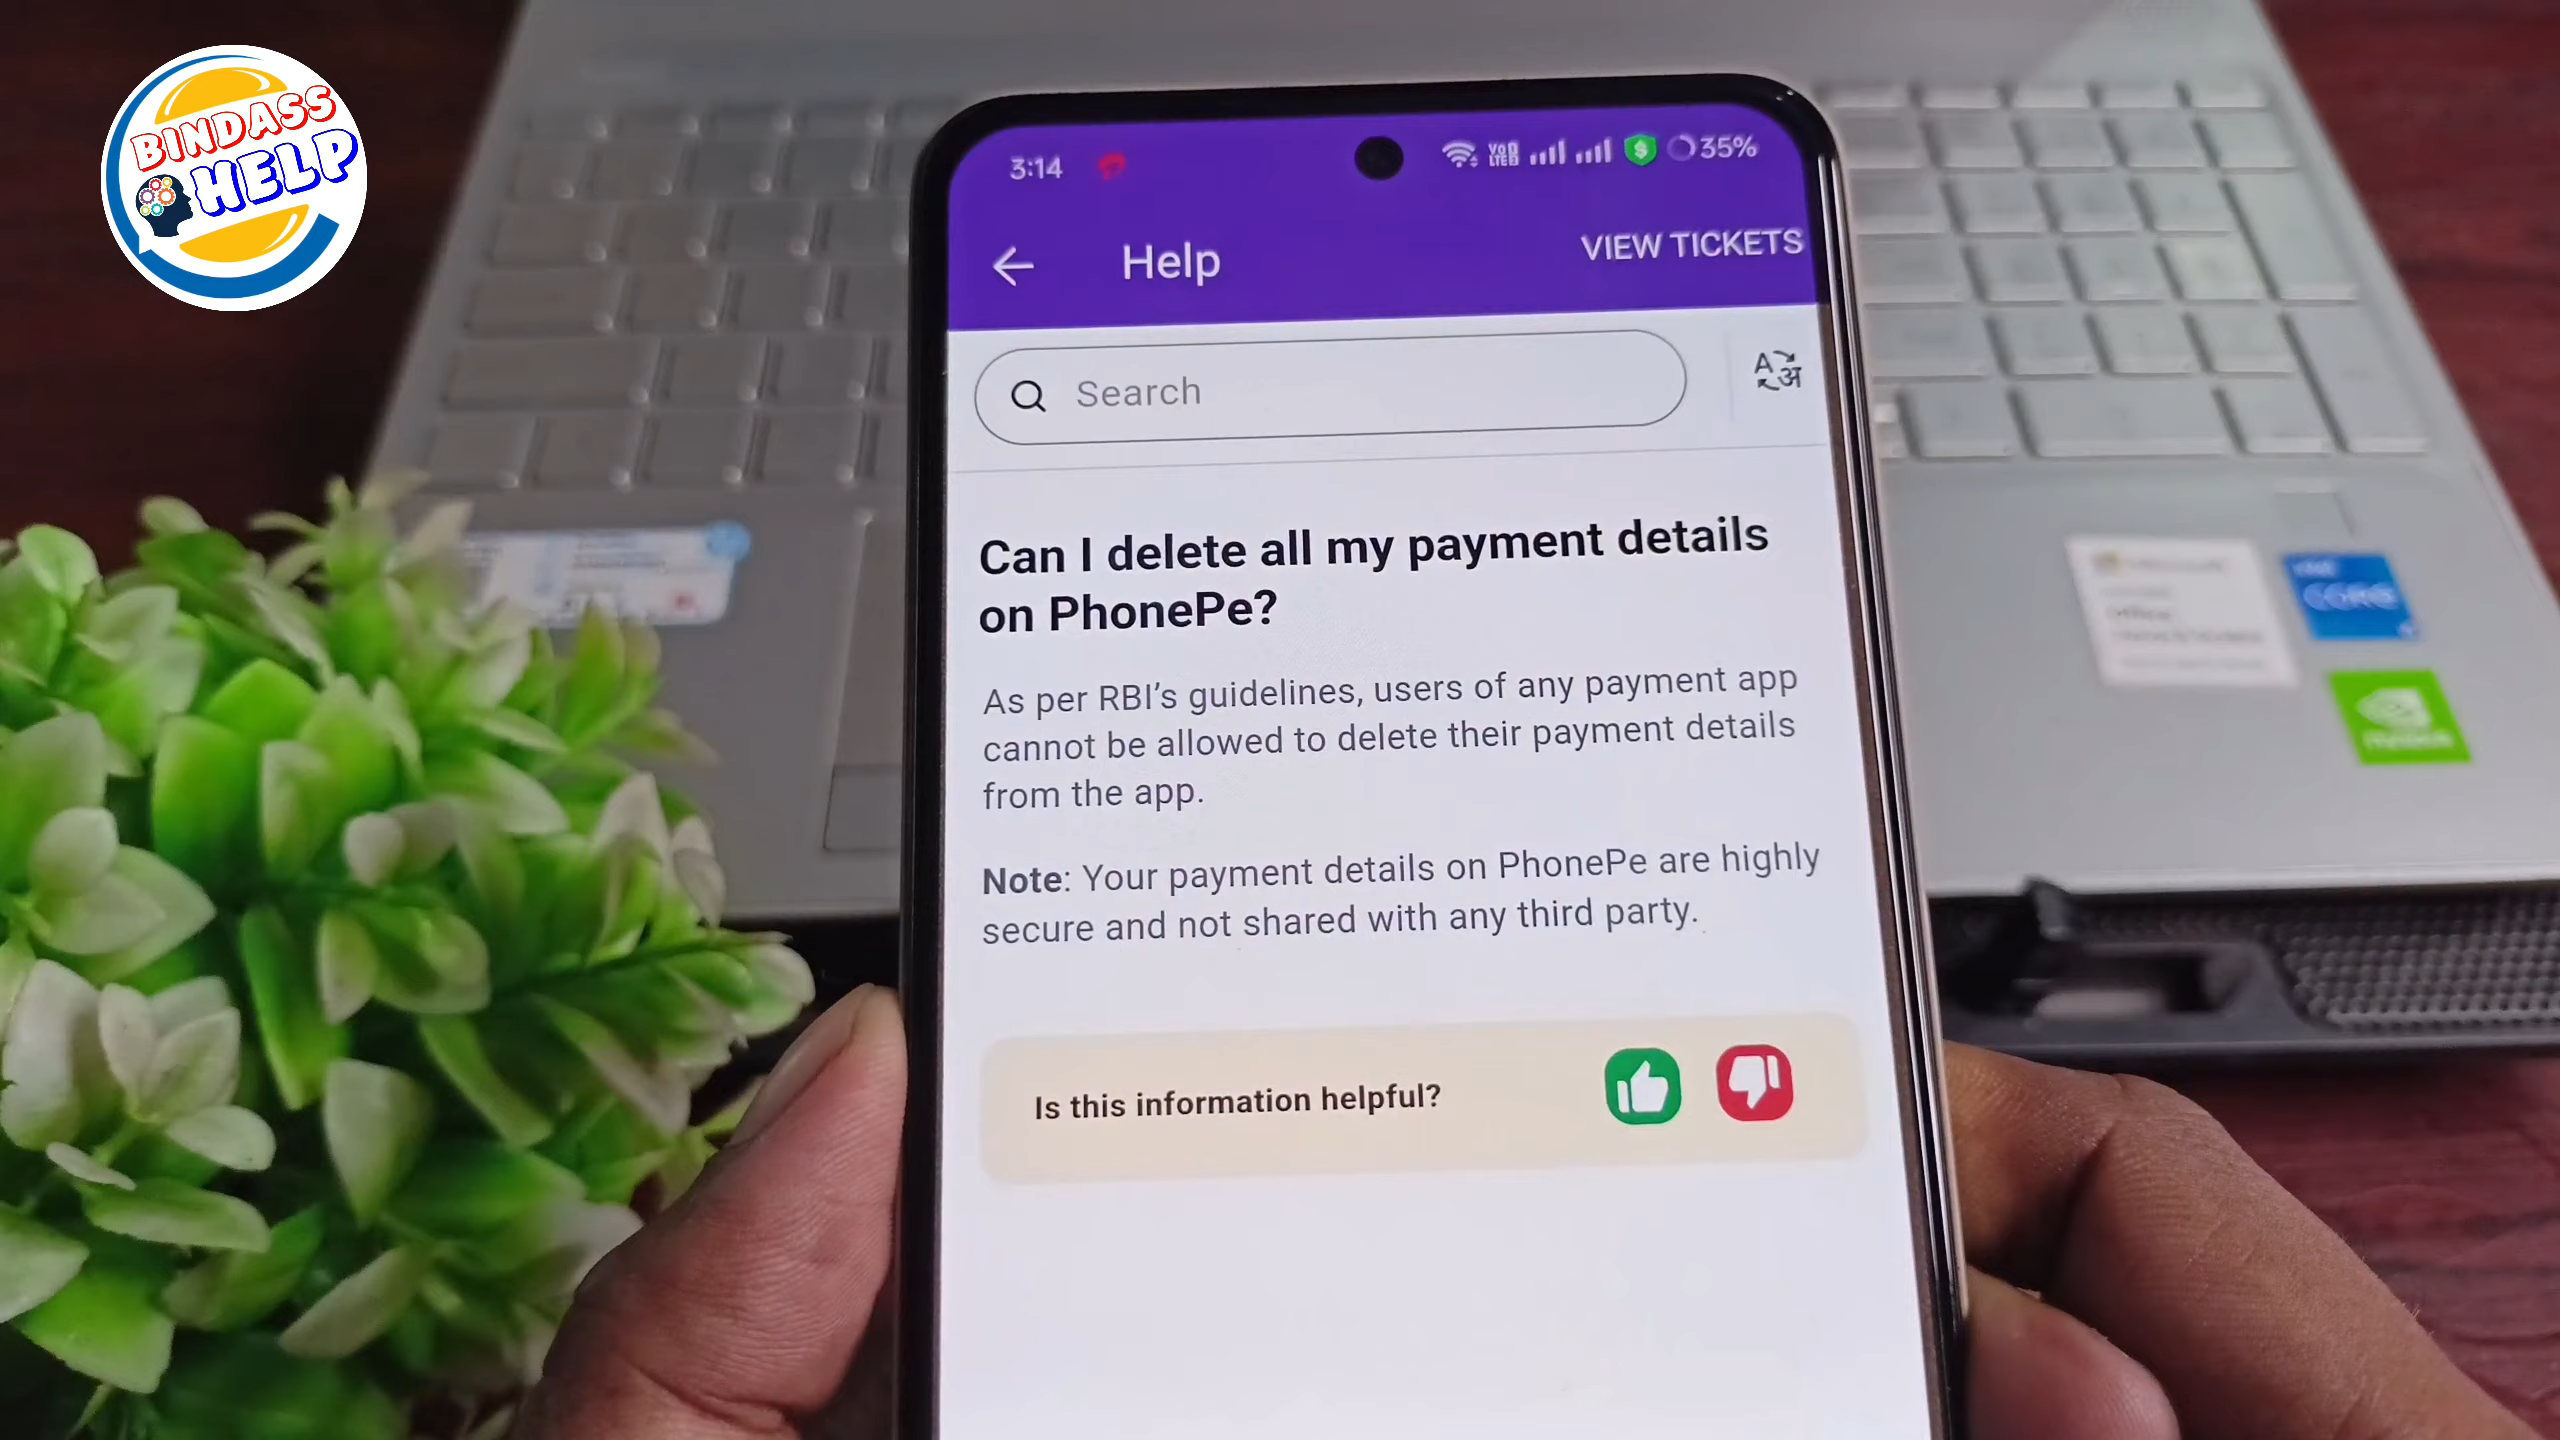 BINDASS
HELP
3:14
35%
Help
VIEW TICKETS
Search
Can I delete all my payment details
on PhonePe?
As per RBI’s guidelines, users of any payment app
cannot be allowed to delete their payment details
from the app.
Note: Your payment details on PhonePe are highly
secure and not shared with any third party.
Is this information helpful?
CORE